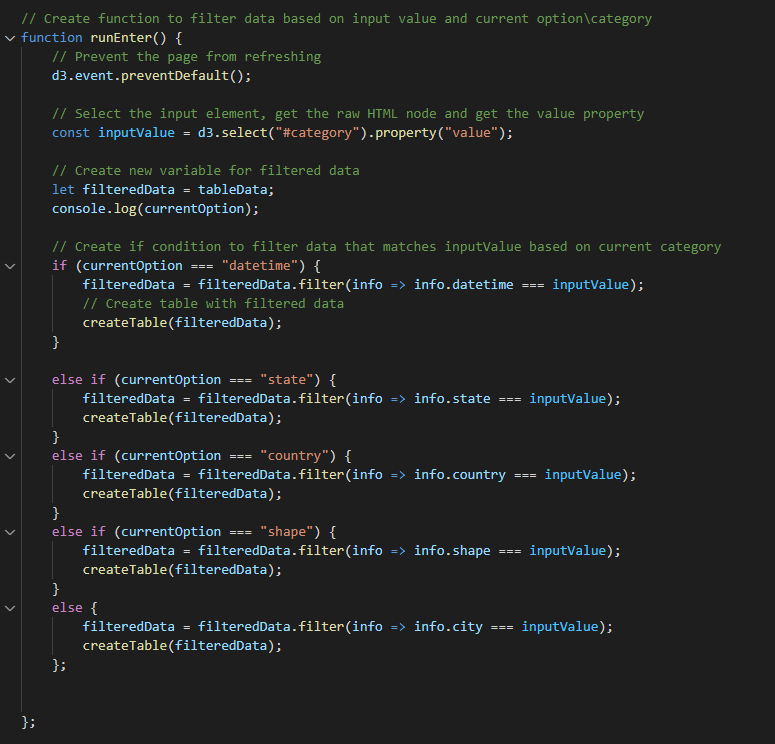 // Create function to filter data based on input value and current option\category
function runEnter() {
    // Prevent the page from refreshing
    d3.event.preventDefault();

    // Select the input element, get the raw HTML node and get the value property
    const inputValue = d3.select("#category").property("value");

    // Create new variable for filtered data
    let filteredData = tableData;
    console.log(currentOption);

    // Create if condition to filter data that matches inputValue based on current category
    if (currentOption === "datetime") {
        filteredData = filteredData.filter(info => info.datetime === inputValue);
        // Create table with filtered data
        createTable(filteredData);
    }

    else if (currentOption === "state") {
        filteredData = filteredData.filter(info => info.state === inputValue);
        createTable(filteredData);
    }
    else if (currentOption === "country") {
        filteredData = filteredData.filter(info => info.country === inputValue);
        createTable(filteredData);
    }
    else if (currentOption === "shape") {
        filteredData = filteredData.filter(info => info.shape === inputValue);
        createTable(filteredData);
    }
    else {
        filteredData = filteredData.filter(info => info.city === inputValue);
        createTable(filteredData);
    };


};